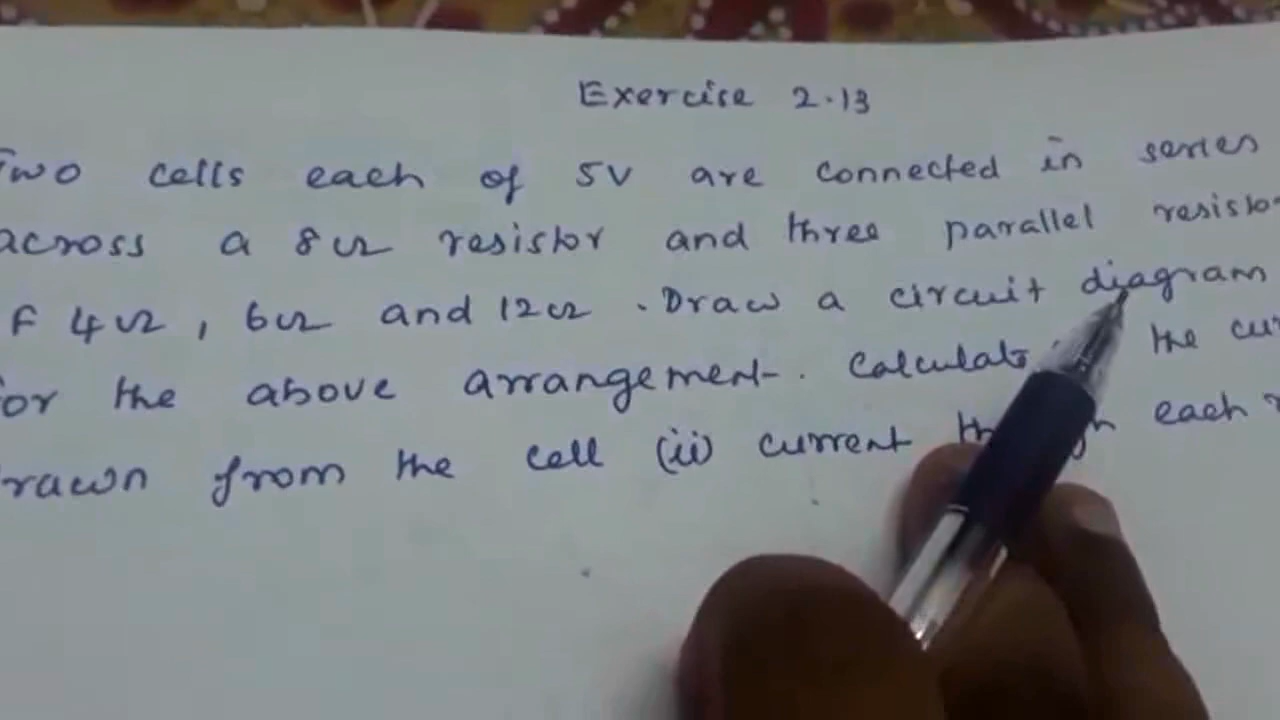 Exercise 2.13
Two cells each of 5V are connected in series
across a 8Ω resistor and three parallel
F 4Ω, 6Ω and 12Ω. Draw a circuit diagram
for the above arrangement. Calculate the
drawn from the cell (ii) current each